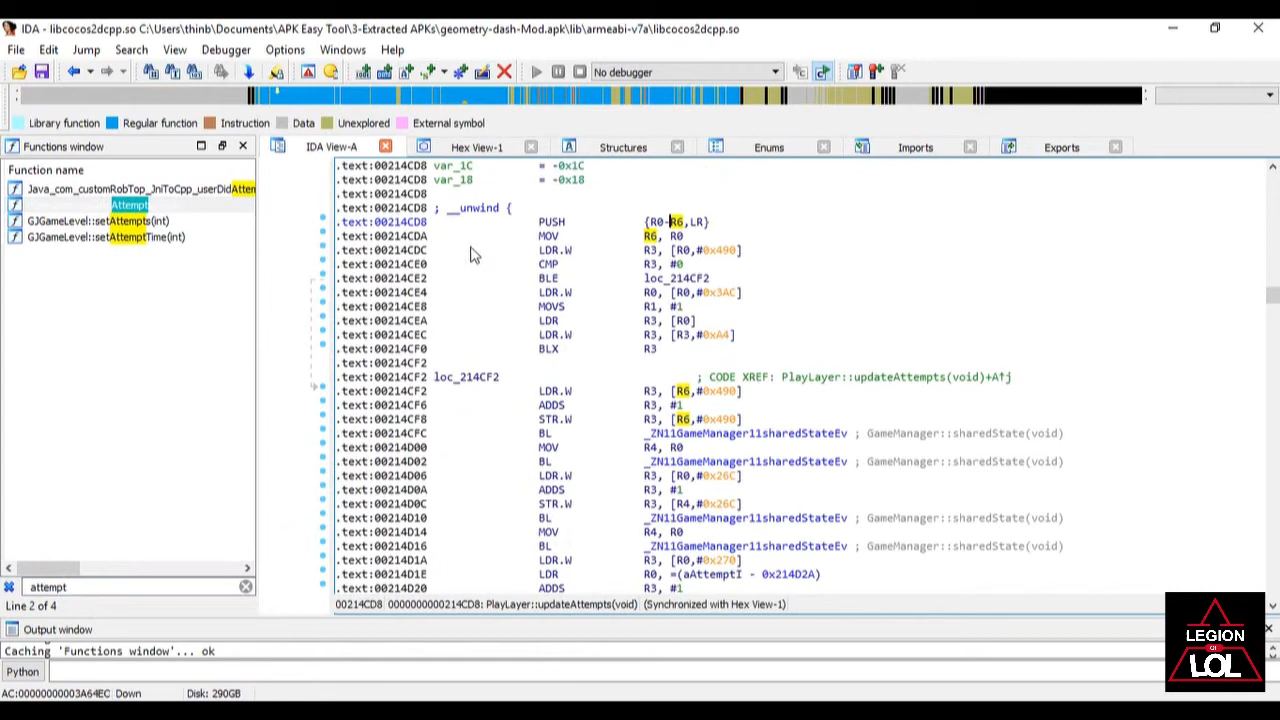 IDA - libcocos2dcpp.so C:\Users\thinb\Documents\APK Easy Tool\3-Extracted APKs\geometry-dash-Mod.apk\lib\armeabi-v7a\libcocos2dcpp.so
File Edit Jump Search View Debugger Options Windows Help
No debugger
Library function Regular function Instruction Data Unexplored External symbol
Functions window
IDA View-A Hex View-1 Structures Enums Imports Exports
Function name
Java_com_customRobTop_JniToCpp_userDidAttem
Attempt
GJGameLevel::setAttempts(int)
GJGameLevel::setAttemptTime(int)
.text:00214CD8 var_1C = -0x1C
.text:00214CD8 var_18 = -0x18
.text:00214CD8
.text:00214CD8 ; __unwind {
.text:00214CD8 PUSH {R0-R6,LR}
.text:00214CDA MOV R6, R0
.text:00214CDC LDR.W R3, [R0,#0x490]
.text:00214CE0 CMP R3, #0
.text:00214CE2 BLE loc_214CF2
.text:00214CE4 LDR.W R0, [R0,#0x3AC]
.text:00214CE8 MOVS R1, #1
.text:00214CEA LDR R3, [R0]
.text:00214CEC LDR.W R3, [R3,#0xA4]
.text:00214CF0 BLX R3
.text:00214CF2
.text:00214CF2 loc_214CF2 ; CODE XREF: PlayLayer::updateAttempts(void)+A↑j
.text:00214CF2 LDR.W R3, [R6,#0x490]
.text:00214CF6 ADDS R3, #1
.text:00214CF8 STR.W R3, [R6,#0x490]
.text:00214CFC BL _ZN11GameManager11sharedStateEv ; GameManager::sharedState(void)
.text:00214D00 MOV R4, R0
.text:00214D02 BL _ZN11GameManager11sharedStateEv ; GameManager::sharedState(void)
.text:00214D06 LDR.W R3, [R0,#0x26C]
.text:00214D0A ADDS R3, #1
.text:00214D0C STR.W R3, [R4,#0x26C]
.text:00214D10 BL _ZN11GameManager11sharedStateEv ; GameManager::sharedState(void)
.text:00214D14 MOV R4, R0
.text:00214D16 BL _ZN11GameManager11sharedStateEv ; GameManager::sharedState(void)
.text:00214D1A LDR.W R3, [R0,#0x270]
.text:00214D1E LDR R0, =(aAttemptI - 0x214D2A)
.text:00214D20 ADDS R3, #1
attempt
Line 2 of 4
00214CD8 0000000000214CD8: PlayLayer::updateAttempts(void) (Synchronized with Hex View-1)
Output window
Caching 'Functions window'... ok
Python
AC:00000000003A64EC Down Disk: 290GB
LEGION
OF
LOL